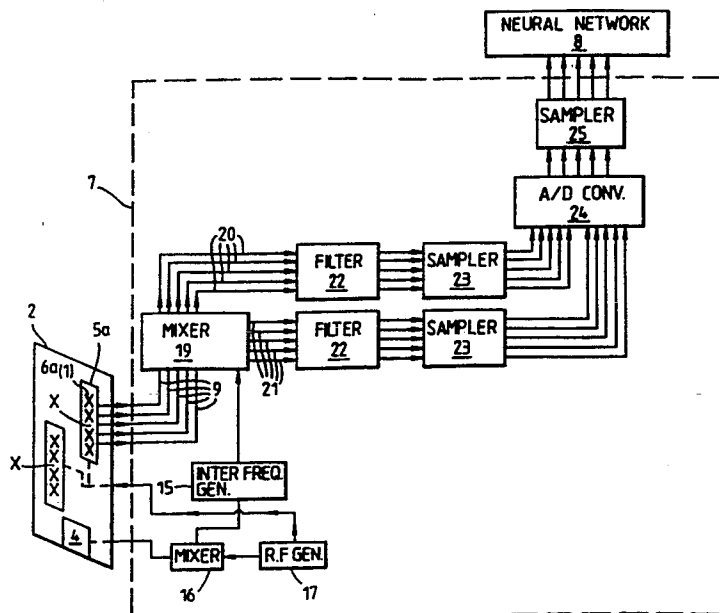 NEURAL NETWORK
8
SAMPLER
25
7
A/D CONV.
24
20
FILTER
22
SAMPLER
23
2
5a
MIXER
19
FILTER
22
SAMPLER
23
21
6a(1)
X
X
X
X
X
9
X
X
X
X
X
15
INTER FREQ.
GEN.
4
MIXER
R.F GEN.
16
17